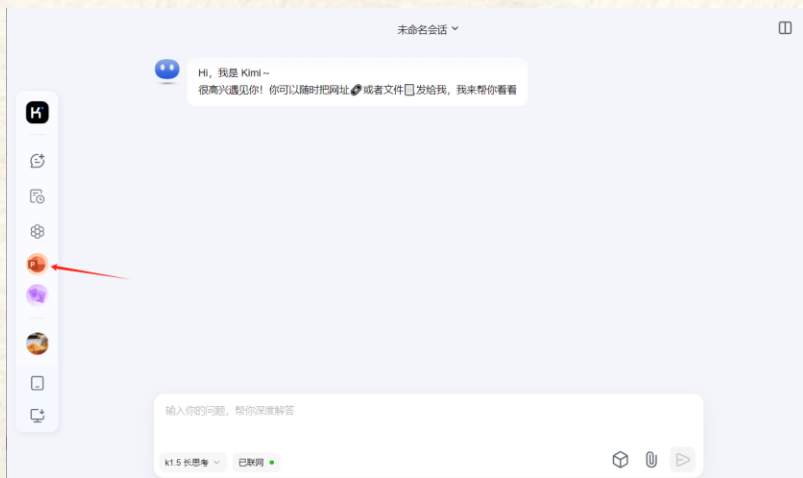 未命名会话
Hi，我是 Kimi~
很高兴遇见你！你可以随时把网址或者文件发给我，我来帮你看看
K
P
输入你的问题，帮你深度解答
k1.5 长思考
已联网